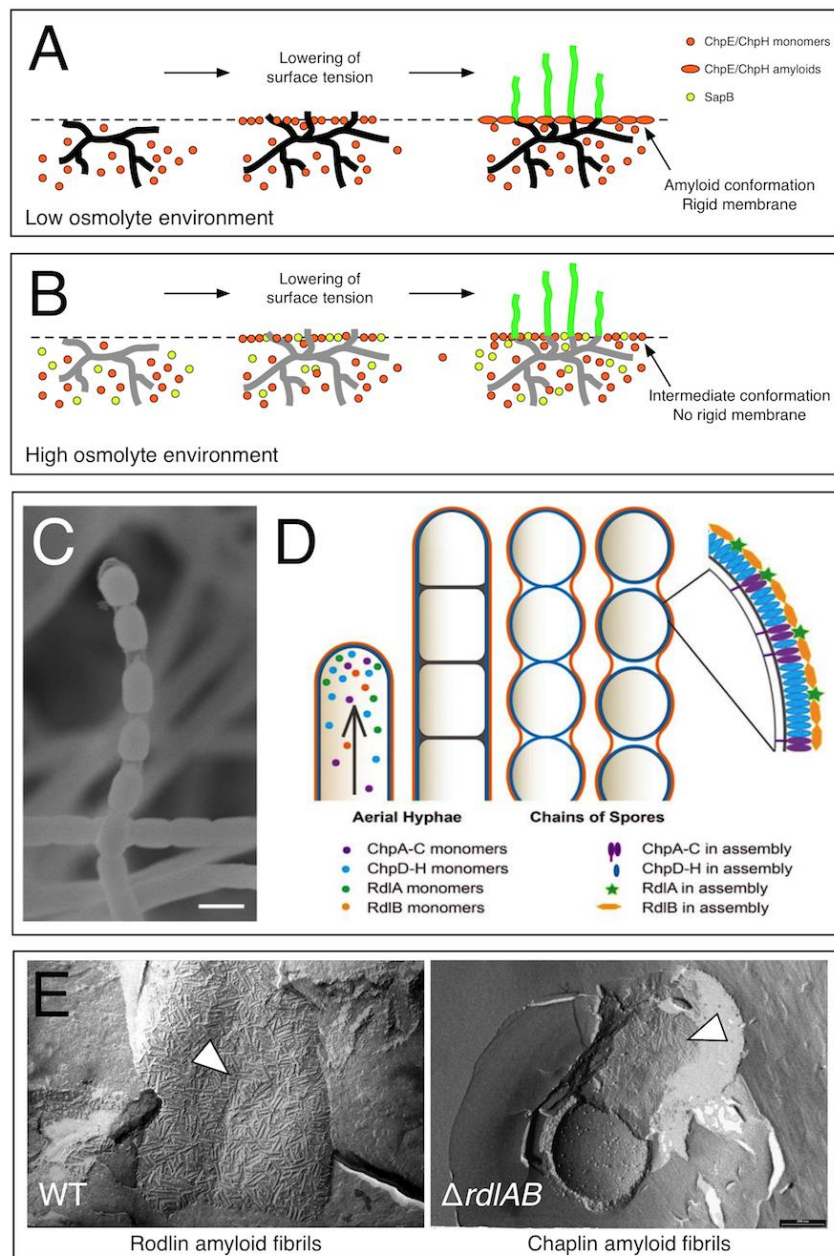 A
Lowering of
surface tension
ChpE/ChpH monomers
ChpE/ChpH amyloids
SapB
Amyloid conformation
Rigid membrane
Low osmolyte environment
B
Lowering of
surface tension
Intermediate conformation
No rigid membrane
High osmolyte environment
C
D
Aerial Hyphae
Chains of Spores
ChpA-C monomers
ChpD-H monomers
RdlA monomers
RdlB monomers
ChpA-C in assembly
ChpD-H in assembly
RdlA in assembly
RdlB in assembly
E
WT
ΔrdlAB
Rodlin amyloid fibrils
Chaplin amyloid fibrils